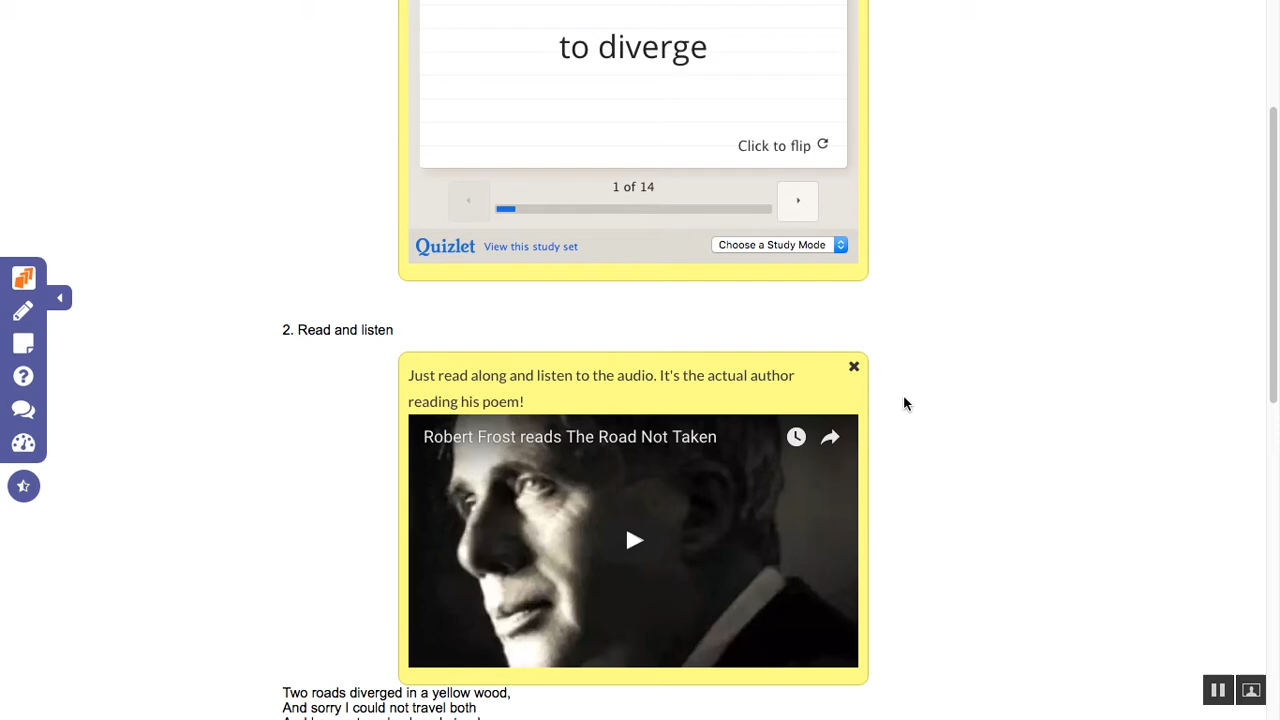 to diverge
Click to flip
1 of 14
Quizlet View this study set Choose a Study Mode
2. Read and listen
Just read along and listen to the audio. It's the actual author
reading his poem!
Robert Frost reads The Road Not Taken
Two roads diverged in a yellow wood,
And sorry I could not travel both